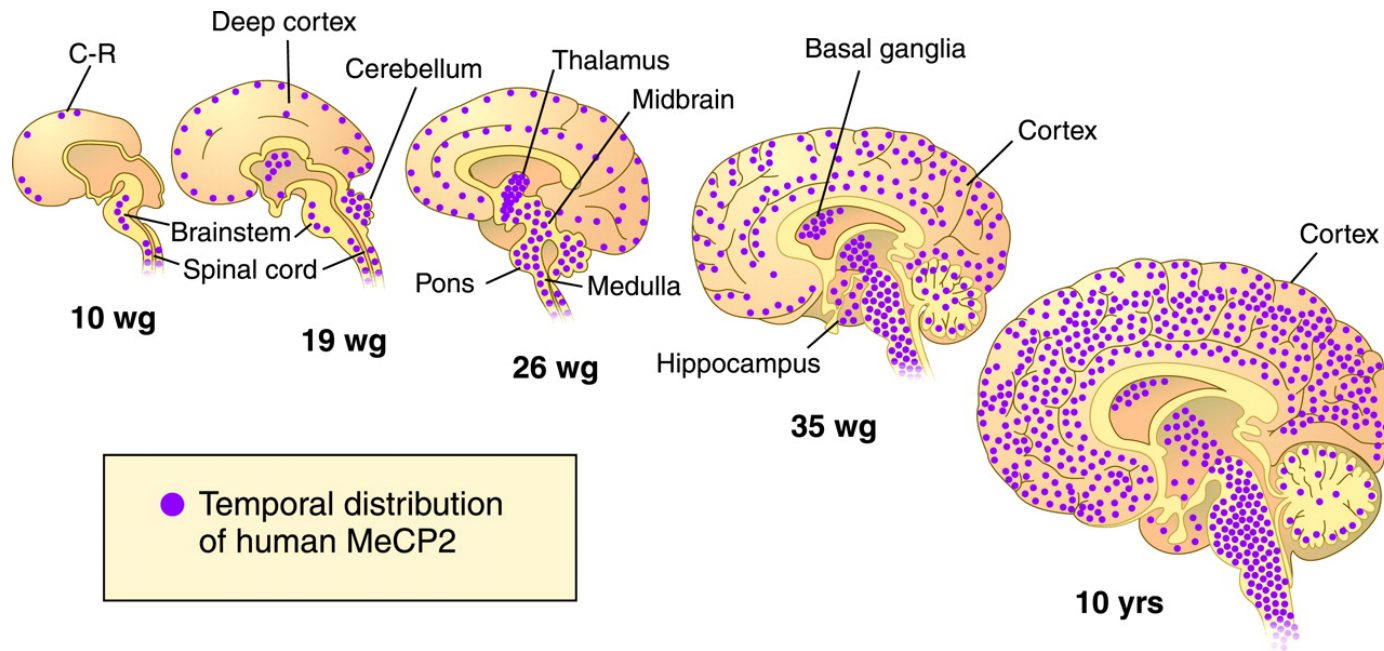 C-R
Deep cortex
Cerebellum
Brainstem
Spinal cord
10 wg
19 wg
Thalamus
Midbrain
Pons
Medulla
26 wg
Basal ganglia
Cortex
Hippocampus
35 wg
Cortex
10 yrs
Temporal distribution
of human MeCP2